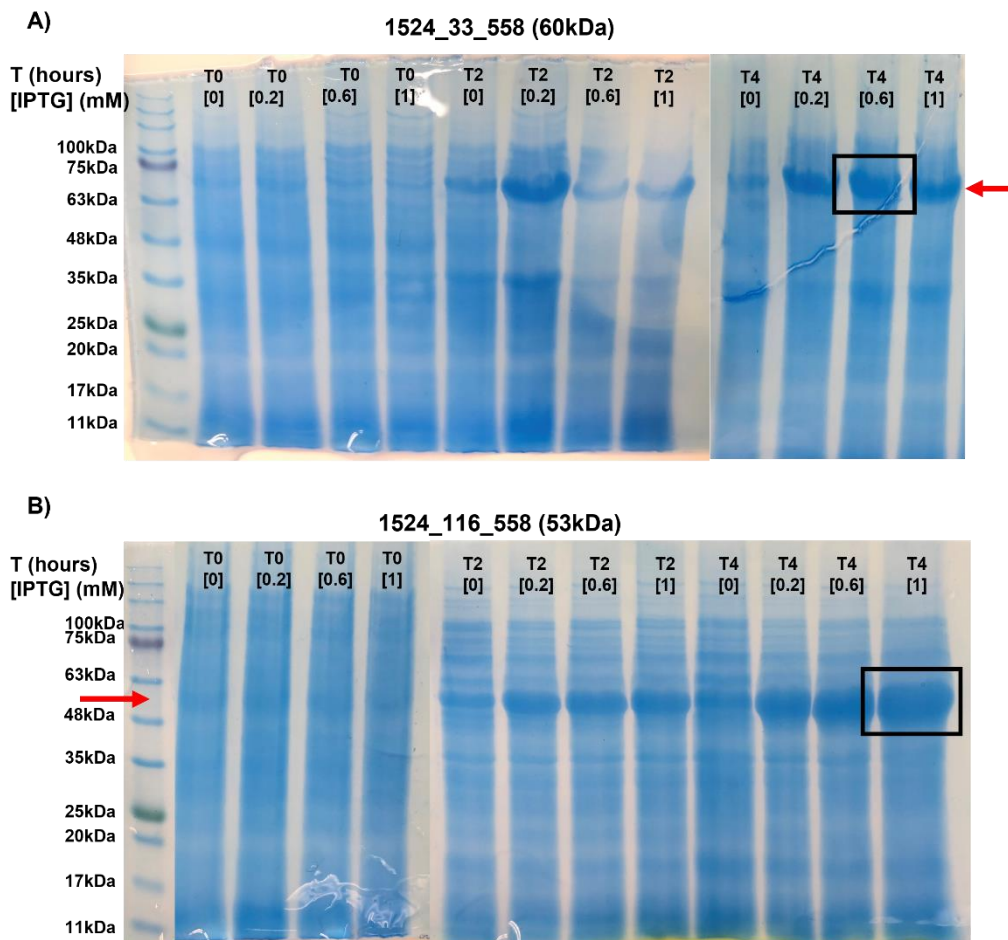 A)
1524_33_558 (60kDa)
T (hours) T0 T0 T0 T0 T2 T2 T2 T2 T4 T4 T4 T4
[IPTG] (mM) [0] [0.2] [0.6] [1] [0] [0.2] [0.6] [1] [0] [0.2] [0.6] [1]
100kDa
75kDa
63kDa
48kDa
35kDa
25kDa
20kDa
17kDa
11kDa
B)
1524_116_558 (53kDa)
T (hours) T0 T0 T0 T0 T2 T2 T2 T2 T4 T4 T4 T4
[IPTG] (mM) [0] [0.2] [0.6] [1] [0] [0.2] [0.6] [1] [0] [0.2] [0.6] [1]
100kDa
75kDa
63kDa
48kDa
35kDa
25kDa
20kDa
17kDa
11kDa